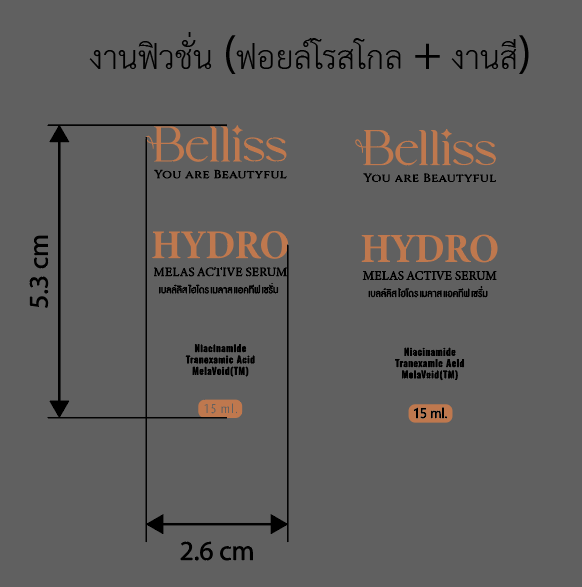 งานฟิวชั่น (ฟอยล์โรสโกล + งานสี)
Belliss
YOU ARE BEAUTYFUL
HYDRO
MELAS ACTIVE SERUM
เบลล์ลิส ไฮโดร เมลาส แอคทีฟ เซรั่ม
Niacinamide
Tranexamic Acid
MelaVoid(TM)
15 ml.
5.3 cm
2.6 cm
Belliss
YOU ARE BEAUTYFUL
HYDRO
MELAS ACTIVE SERUM
เบลล์ลิส ไฮโดร เมลาส แอคทีฟ เซรั่ม
Niacinamide
Tranexamic Acid
MelaVoid(TM)
15 ml.